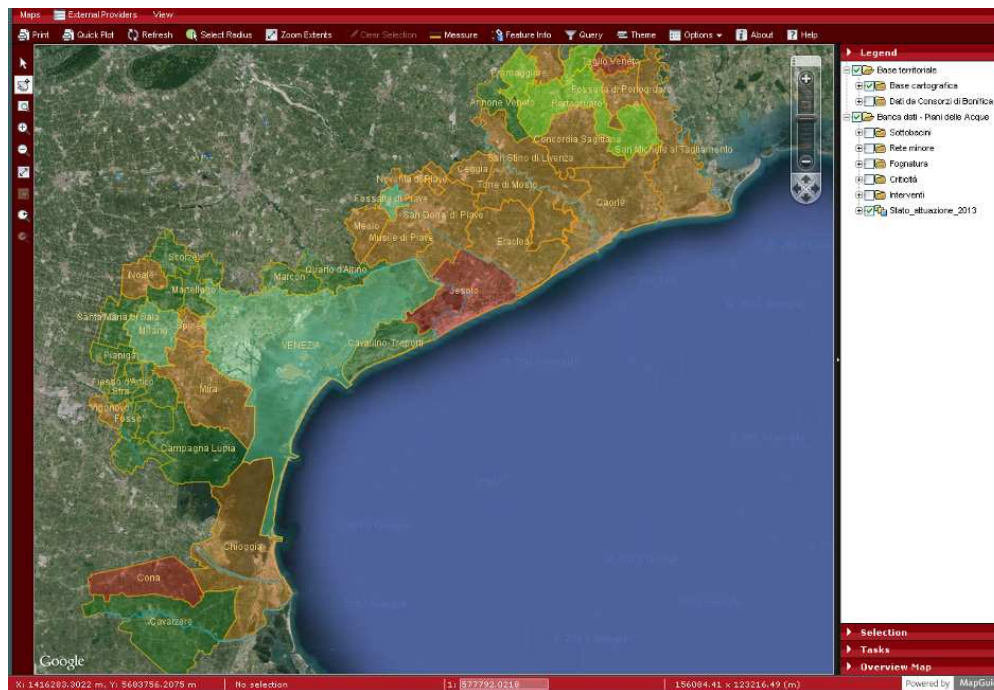 Maps External Providers View
Print Quick Plot Refresh Select Radius Zoom Extents Clear Selection Measure Feature Info Query Theme Options About Help
Legend
Base territoriale
Base cartografica
Dati da Consorzi di Bonifica
Banca dati - Piani delle Acque
Sottobacini
Rete minore
Fognatura
Criticità
Interventi
Stato_attuazione_2013
Annone Veneto
Portogruaro
Concordia Sagittaria
San Michele al Tagliamento
San Stino di Livenza
Ceggia
Torre di Mosto
Noventa di Piave
Fossalta di Piave
Caorle
San Donà di Piave
Meolo
Musile di Piave
Eraclea
Scorzè
Quarto d'Altino
Marcon
Noale
Martellago
Jesolo
Santa Maria di Sala
Mirano
Spinea
VENEZIA
Cavallino-Treporti
Pianiga
Fiesso d'Artico
Stra
Mira
Vigonovo
Fossò
Campagna Lupia
Chioggia
Cona
Cavarzere
Google
Selection
Tasks
Overview Map
X: 1416203.3022 m, Y: 5603756.2075 m No selection 1: 577792.0218 156084.41 x 123216.49 (m) Powered by MapGuid